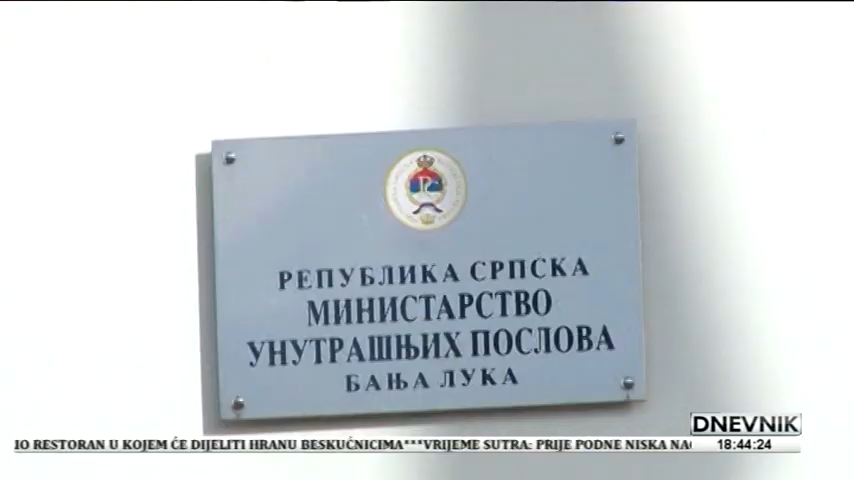 РЕПУБЛИКА СРПСКА
МИНИСТАРСТВО
УНУТРАШЊИХ ПОСЛОВА
БАЊА ЛУКА
DNEVNIK
IO RESTORAN U KOJEM ĆE DIJELITI HRANU BESKUĆNICIMA***VRIJEME SUTRA: PRIJE PODNE NISKA
18:44:24